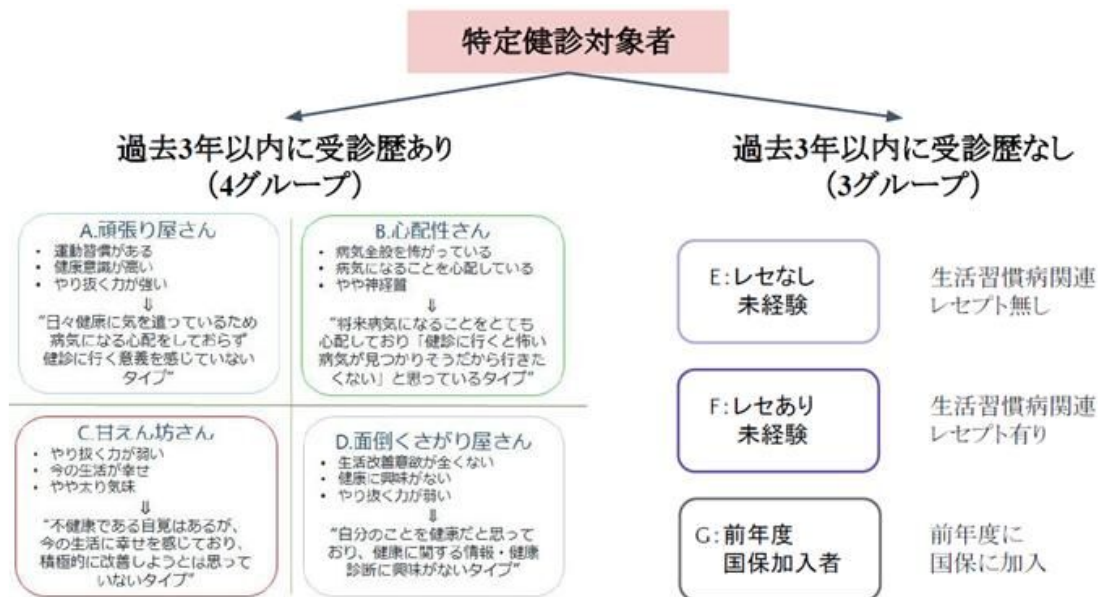 特定健診対象者
過去3年以内に受診歴あり
（4グループ）
A.頑張り屋さん
• 運動習慣がある
• 健康意識が高い
• やり抜く力が強い
⇓
“日々健康に気を遣っているため
病気になる心配をしておらず
健診に行く意義を感じていない
タイプ”
B.心配性さん
• 病気全般を怖がっている
• 病気になることを心配している
• やや神経質
⇓
“将来病気になることをとても
心配しており「健診に行くと怖い
病気が見つかりそうだから行きた
くない」と思っているタイプ”
C.甘えん坊さん
• やり抜く力が弱い
• 今の生活が幸せ
• やや太り気味
⇓
“不健康である自覚はあるが、
今の生活に幸せを感じており、
積極的に改善しようとは思って
いないタイプ”
D.面倒くさがり屋さん
• 生活改善意欲が全くない
• 健康に興味がない
• やり抜く力が弱い
⇓
“自分のことを健康だと思って
おり、健康に関する情報・健康
診断に興味がないタイプ”
過去3年以内に受診歴なし
（3グループ）
E：レセなし
未経験
生活習慣病関連
レセプト無し
F：レセあり
未経験
生活習慣病関連
レセプト有り
G：前年度
国保加入者
前年度に
国保に加入